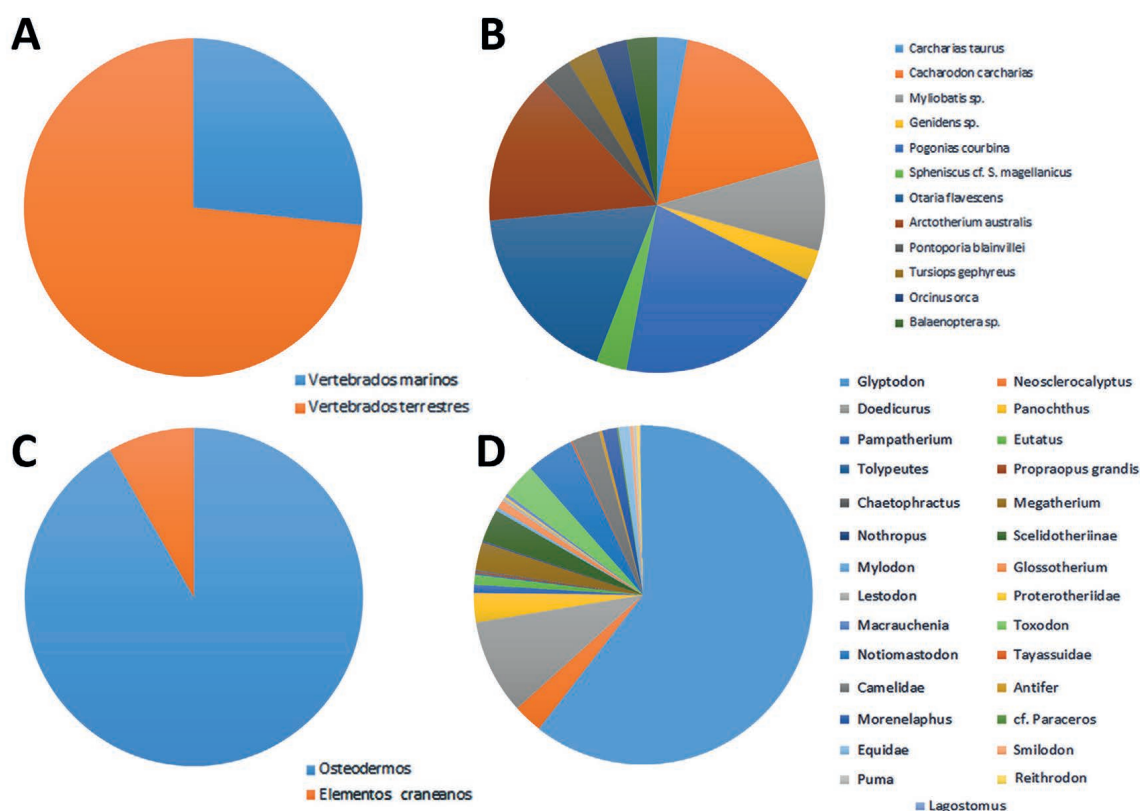 A
B
Carcharias taurus
Cacharodon carcharias
Myliobatis sp.
Genidens sp.
Pogonias courbina
Spheniscus cf. S. magellanicus
Otaria flavescens
Arctotherium australis
Pontoporia blainvillei
Tursiops gephyreus
Orcinus orca
Balaenoptera sp.
Vertebrados marinos
Vertebrados terrestres
C
D
Glyptodon Neosclerocalyptus
Doedicurus Panochthus
Pampatherium Eutatus
Tolypeutes Propraopus grandis
Chaetophractus Megatherium
Nothropus Scelidotheriinae
Mylodon Glossotherium
Lestodon Proterotheriidae
Macrauchenia Toxodon
Notiomastodon Tayassuidae
Camelidae Antifer
Morenelaphus cf. Paraceros
Equidae Smilodon
Puma Reithrodon
Lagostomus
Osteodermos
Elementos craneanos